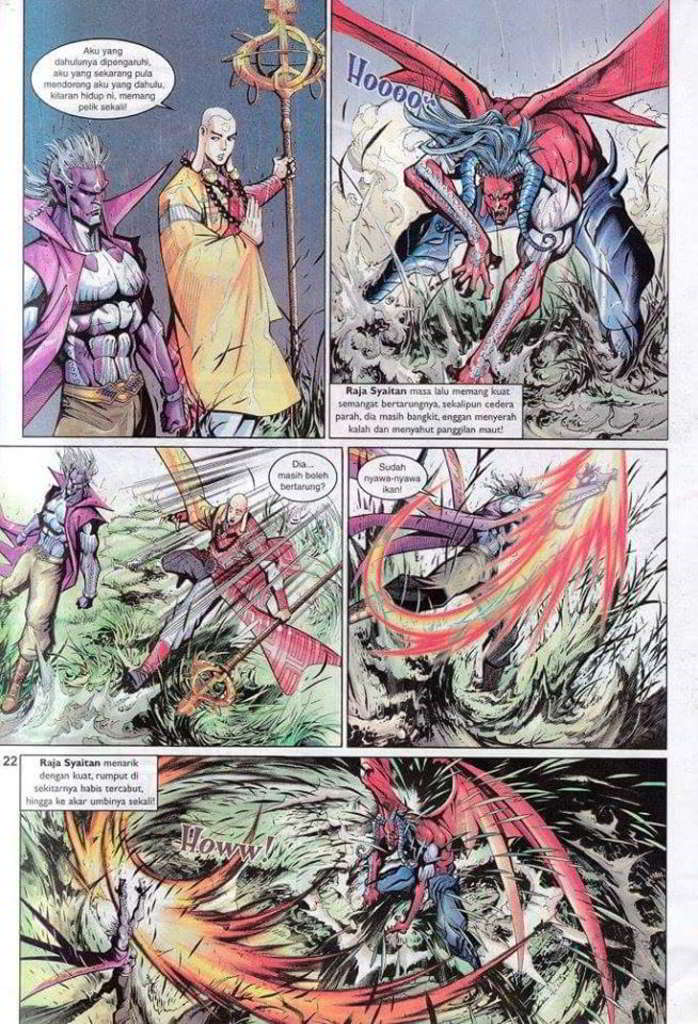 Aku yang
dahulunya dipengaruhi,
aku yang sekarang pula
mendorong aku yang dahulu,
kitaran hidup ni, memang
pelik sekali!
Hoooo
Raja Syaitan masa lalu memang kuat
semangat bertarungnya, sekalipun cedera
parah, dia masih bangkit, enggan menyerah
kalah dan menyahut panggilan maut!
Dia...
masih boleh
bertarung?
Sudah
nyawa-nyawa
ikan!
22
Raja Syaitan menarik
dengan kuat, rumput di
sekitarnya habis tercabut,
hingga ke akar umbinya sekali!
Howw!